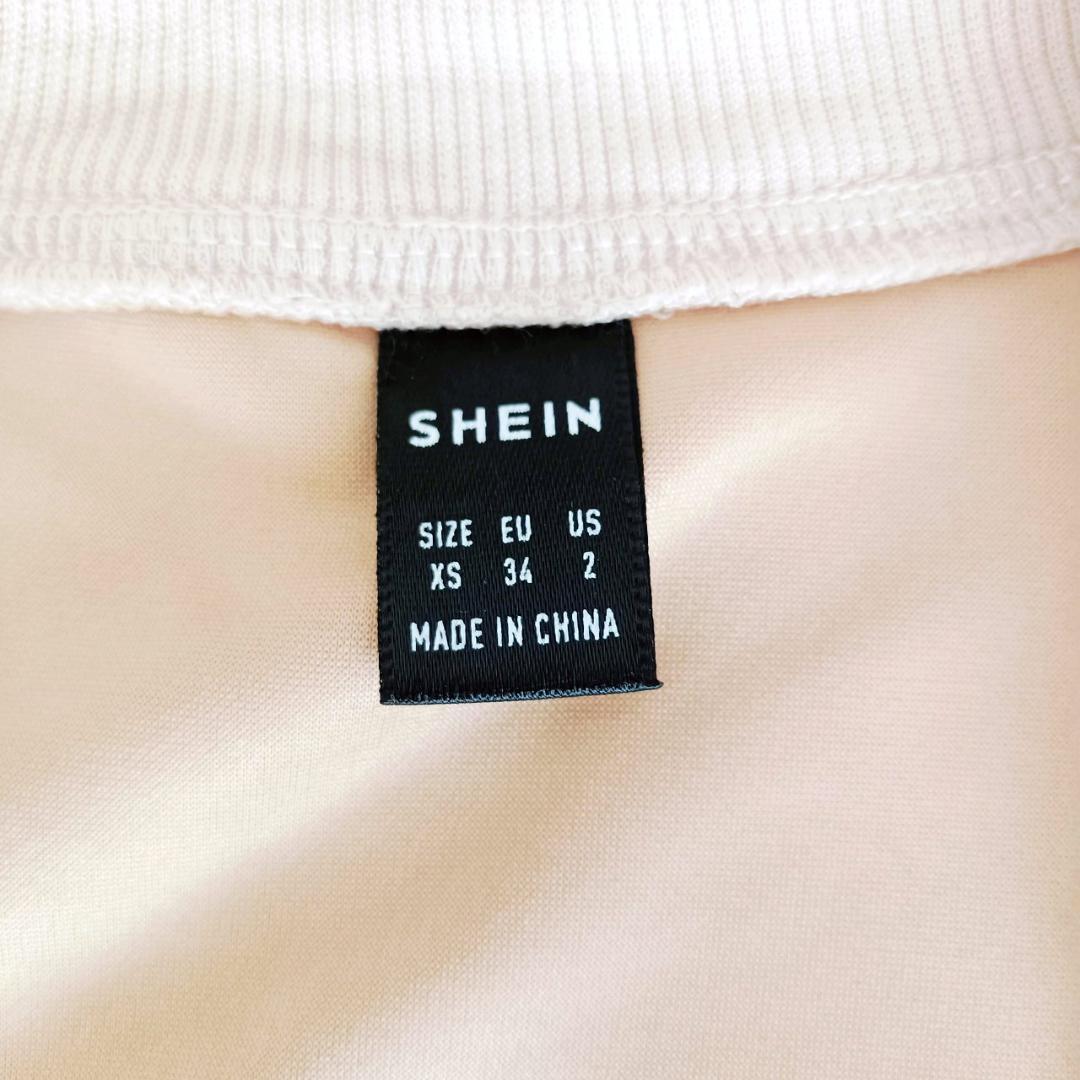 SHEIN
SIZE EU US
XS 34 2
MADE IN CHINA